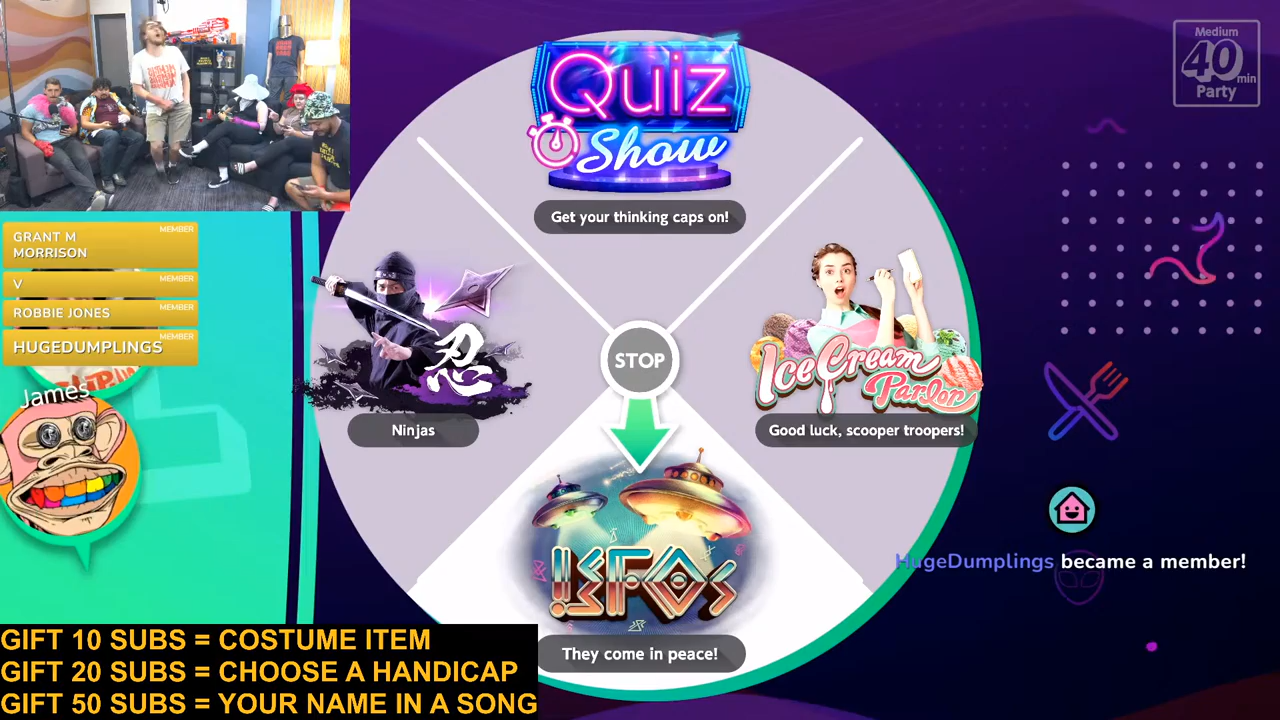 Quiz
Show
Get your thinking caps on!
Medium
40 min
Party
GRANT M
MORRISON
MEMBER
V
MEMBER
ROBBIE JONES
MEMBER
HUGEDUMPLINGS
MEMBER
James
忍
Ninjas
STOP
Ice Cream
Parlor
Good luck, scooper troopers!
They come in peace!
HugeDumplings became a member!
GIFT 10 SUBS = COSTUME ITEM
GIFT 20 SUBS = CHOOSE A HANDICAP
GIFT 50 SUBS = YOUR NAME IN A SONG